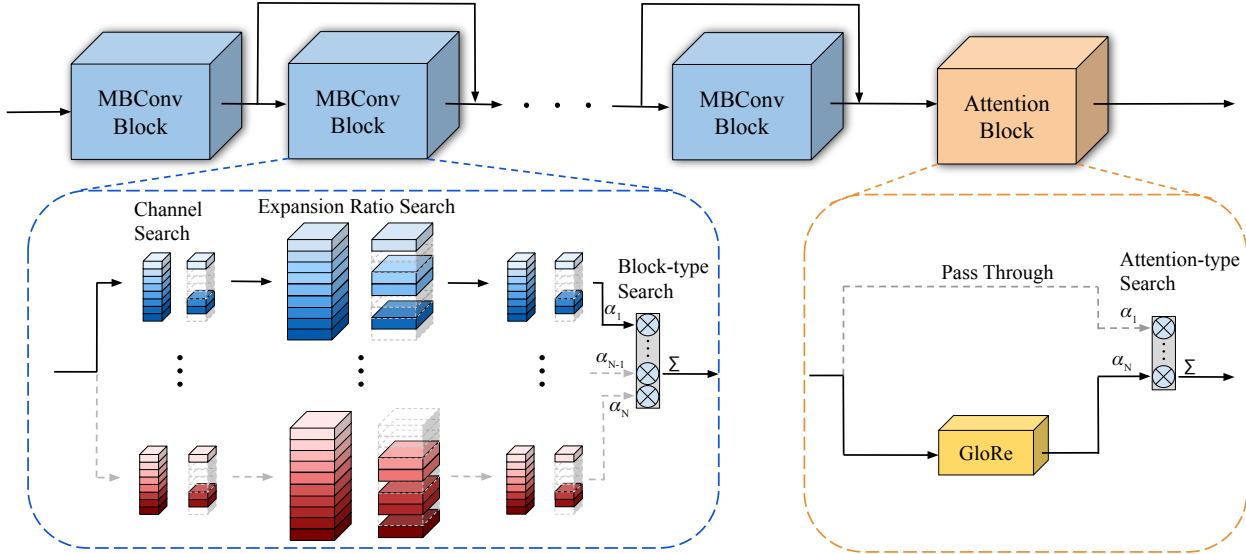 MBConv
Block
MBConv
Block
MBConv
Block
Attention
Block
Channel
Search
Expansion Ratio Search
Block-type
Search
α1
αN-1
αN
Σ
Pass Through
Attention-type
Search
α1
αN
Σ
GloRe